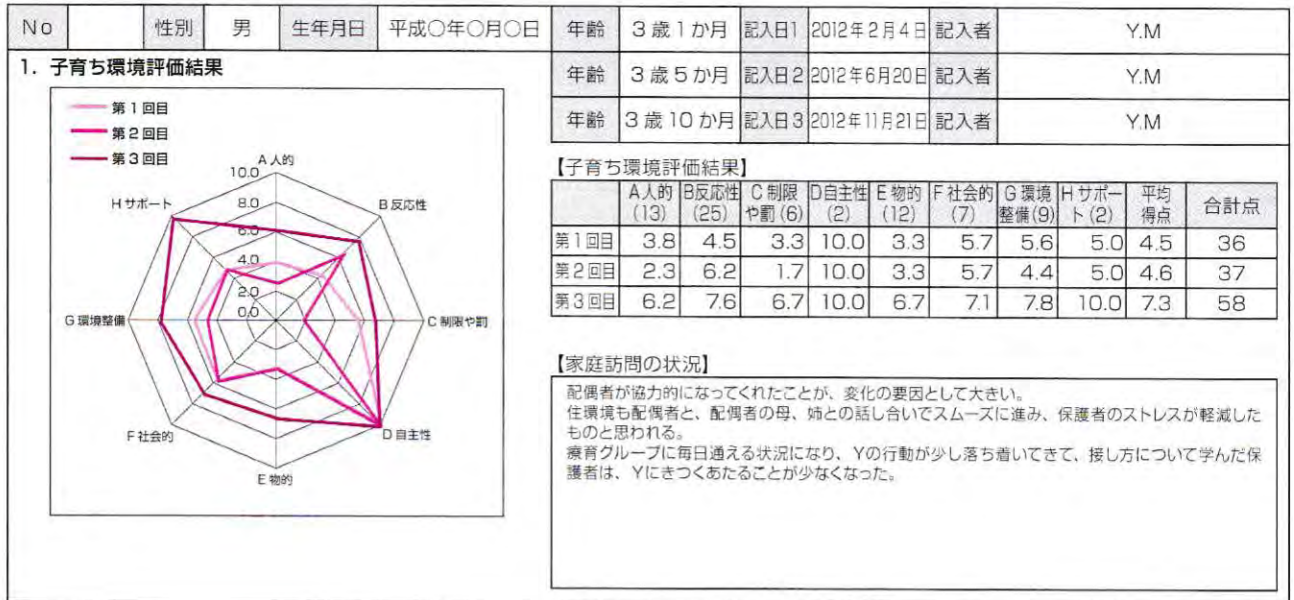 No 性別 男 生年月日 平成〇年〇月〇日 年齢 3歳1か月 記入日1 2012年2月4日 記入者 Y.M
年齢 3歳5か月 記入日2 2012年6月20日 記入者 Y.M
年齢 3歳10か月 記入日3 2012年11月21日 記入者 Y.M
1. 子育ち環境評価結果
第1回目
第2回目
第3回目
A 人的
B 反応性
C 制限や罰
D 自主性
E 物的
F 社会的
G 環境整備
H サポート
10.0
8.0
6.0
4.0
2.0
0.0
【子育ち環境評価結果】
A人的(13) B反応性(25) C制限や罰(6) D自主性(2) E物的(12) F社会的(7) G環境整備(9) Hサポート(2) 平均得点 合計点
第1回目 3.8 4.5 3.3 10.0 3.3 5.7 5.6 5.0 4.5 36
第2回目 2.3 6.2 1.7 10.0 3.3 5.7 4.4 5.0 4.6 37
第3回目 6.2 7.6 6.7 10.0 6.7 7.1 7.8 10.0 7.3 58
【家庭訪問の状況】
配偶者が協力的になってくれたことが、変化の要因として大きい。
住環境も配偶者と、配偶者の母、姉との話し合いでスムーズに進み、保護者のストレスが軽減した
ものと思われる。
療育グループに毎日通える状況になり、Yの行動が少し落ち着いてきて、接し方について学んだ保
護者は、Yにきつくあたることが少なくなった。